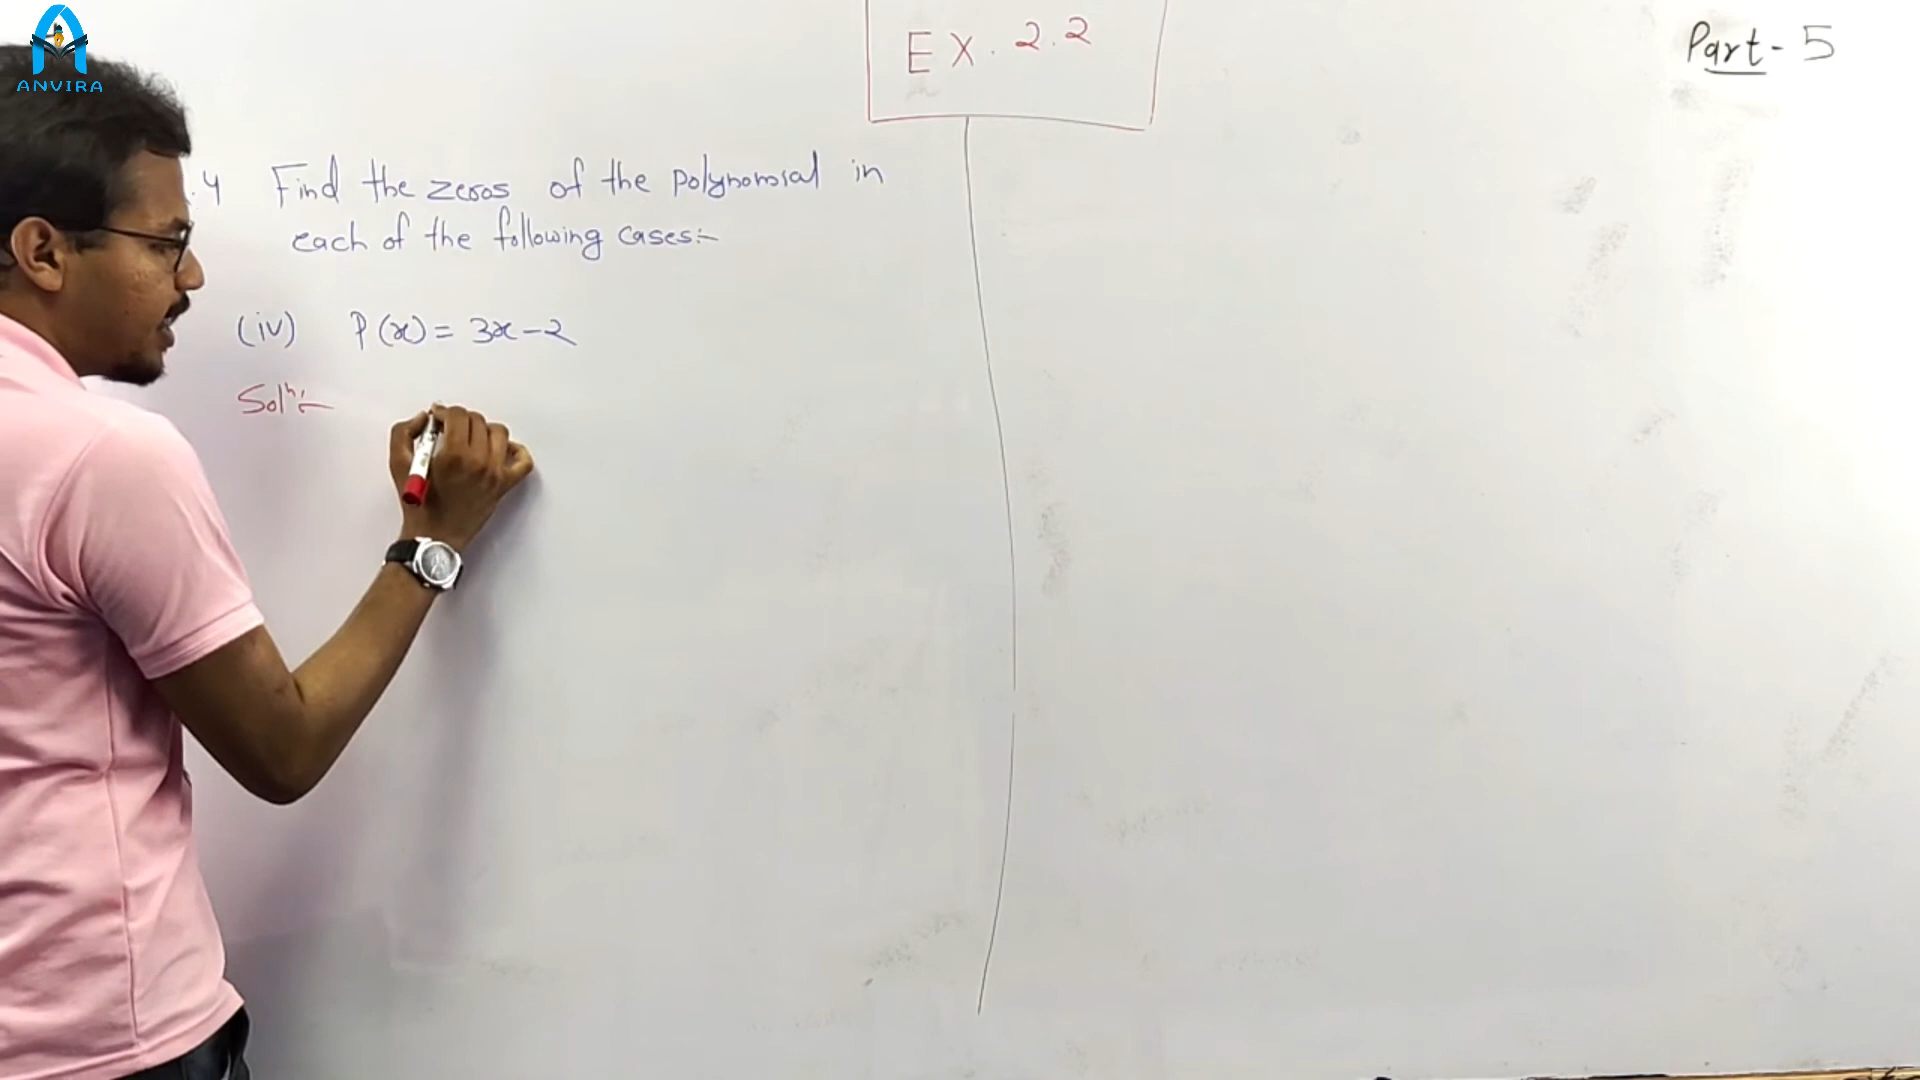 ANVIRA
EX. 2.2
Part - 5
.4 Find the zeros of the polynomial in
each of the following cases:-
(iv) P(x) = 3x-2
Solⁿ:-